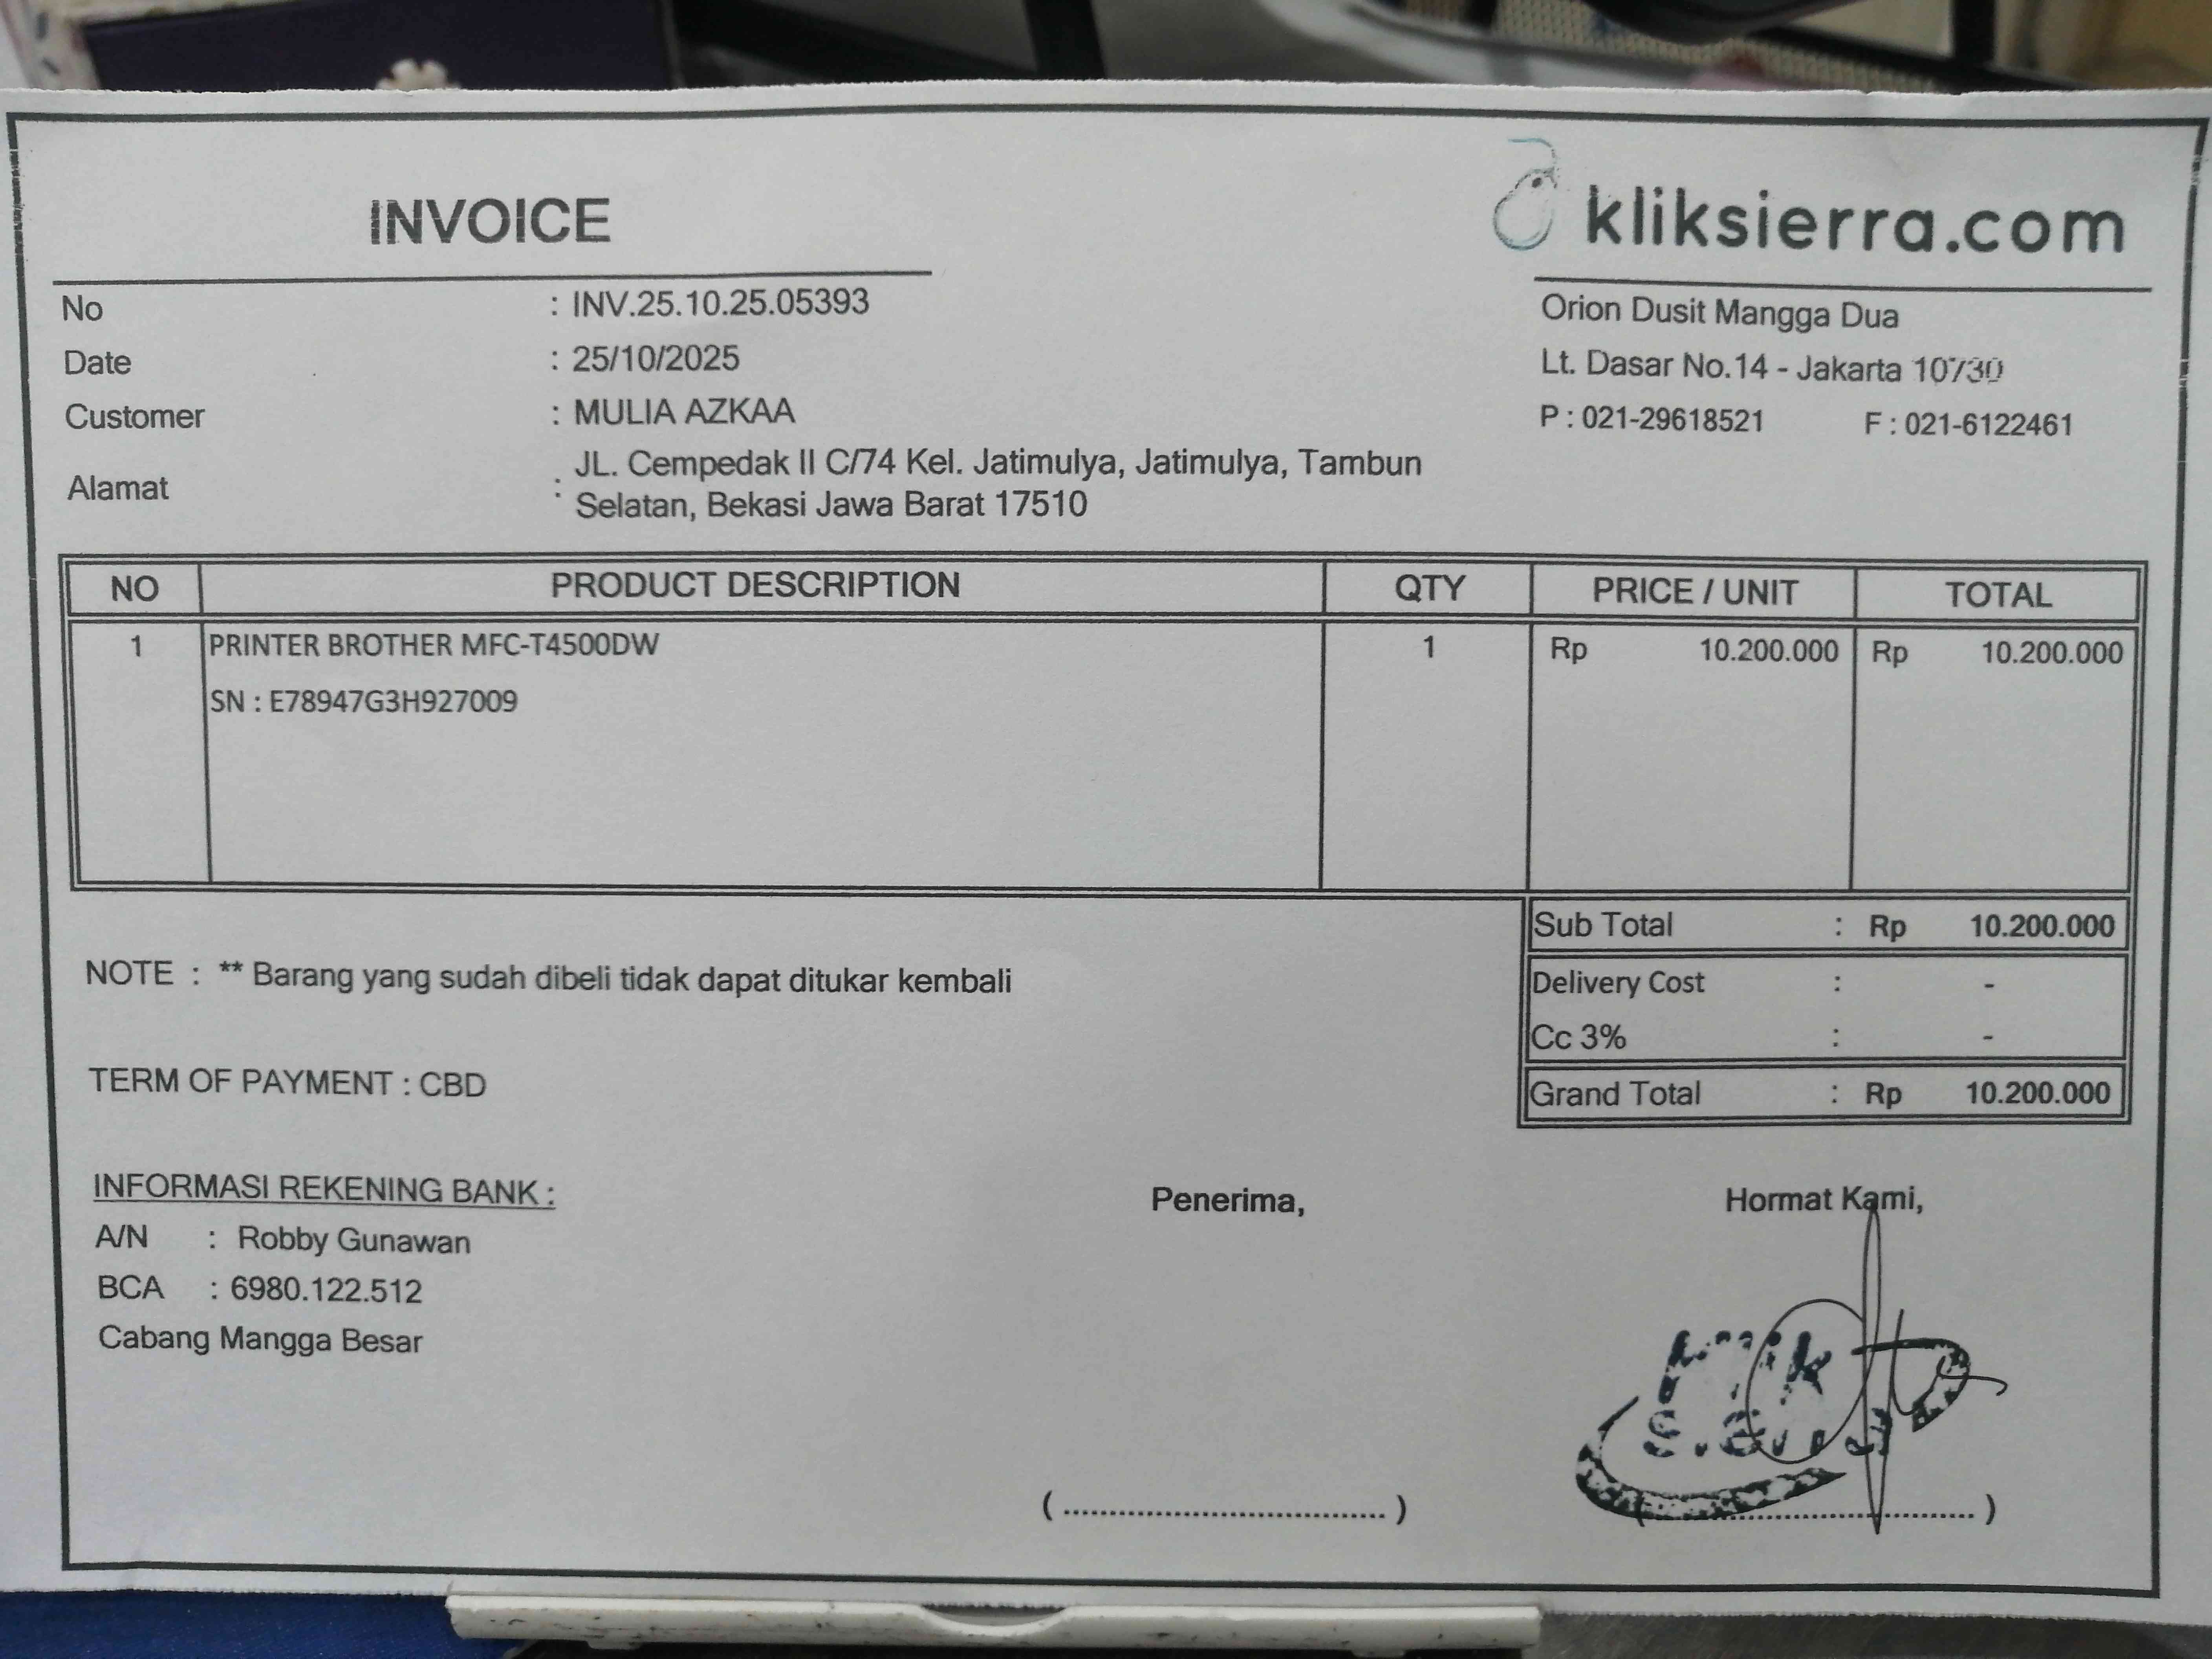 INVOICE
kliksierra.com
No : INV.25.10.25.05393
Date : 25/10/2025
Customer : MULIA AZKAA
Alamat : JL. Cempedak II C/74 Kel. Jatimulya, Jatimulya, Tambun
Selatan, Bekasi Jawa Barat 17510
Orion Dusit Mangga Dua
Lt. Dasar No.14 - Jakarta 10730
P : 021-29618521 F : 021-6122461
NO PRODUCT DESCRIPTION QTY PRICE / UNIT TOTAL
1 PRINTER BROTHER MFC-T4500DW 1 Rp 10.200.000 Rp 10.200.000
SN : E78947G3H927009
Sub Total : Rp 10.200.000
Delivery Cost : -
Cc 3% : -
Grand Total : Rp 10.200.000
NOTE : ** Barang yang sudah dibeli tidak dapat ditukar kembali
TERM OF PAYMENT : CBD
INFORMASI REKENING BANK :
A/N : Robby Gunawan
BCA : 6980.122.512
Cabang Mangga Besar
Penerima,
Hormat Kami,
( ........................................ )
( ........................................ )